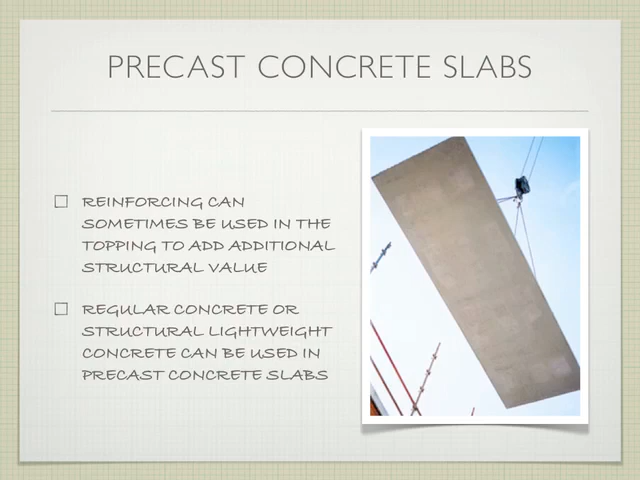 PRECAST CONCRETE SLABS
REINFORCING CAN
SOMETIMES BE USED IN THE
TOPPING TO ADD ADDITIONAL
STRUCTURAL VALUE
REGULAR CONCRETE OR
STRUCTURAL LIGHTWEIGHT
CONCRETE CAN BE USED IN
PRECAST CONCRETE SLABS